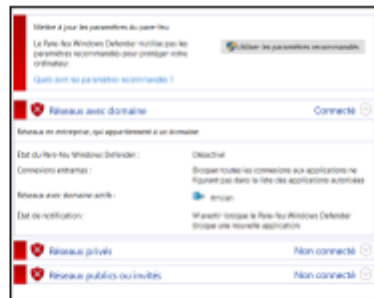 Mettre à jour les paramètres du pare-feu
Le Pare-feu Windows Defender n'utilise pas les
paramètres recommandés pour protéger votre
ordinateur.
Utiliser les paramètres recommandés
Quels sont les paramètres recommandés ?
Réseaux avec domaine
Connecté
Réseaux en entreprise, qui appartiennent à un domaine
État du Pare-feu Windows Defender :
Désactivé
Connexions entrantes :
Bloquer toutes les connexions aux applications ne
figurant pas dans la liste des applications autorisées
Réseaux avec domaine actifs :
État de notification :
M'avertir lorsque le Pare-feu Windows Defender
bloque une nouvelle application
Réseaux privés
Non connecté
Réseaux publics ou invités
Non connecté